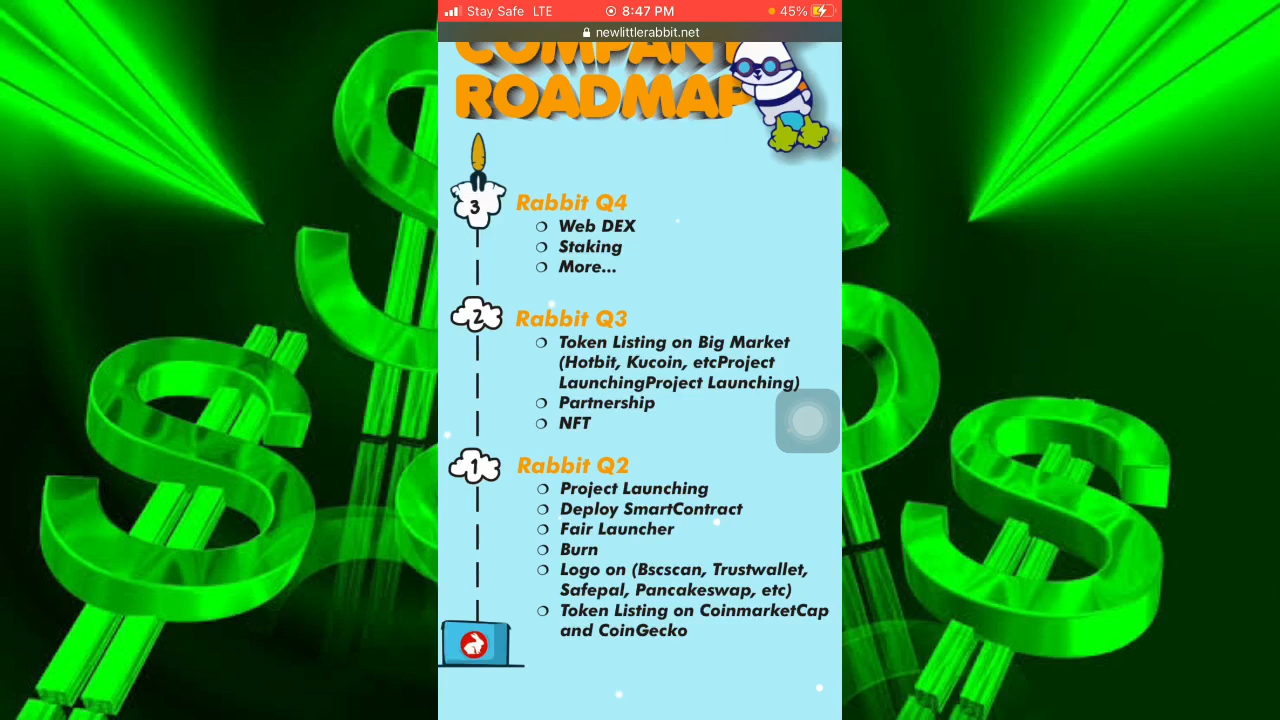 Stay Safe LTE 8:47 PM 45%
newlittlerabbit.net
COMPANY
ROADMAP
3
Rabbit Q4
Web DEX
Staking
More...
2
Rabbit Q3
Token Listing on Big Market
(Hotbit, Kucoin, etcProject
LaunchingProject Launching)
Partnership
NFT
1
Rabbit Q2
Project Launching
Deploy SmartContract
Fair Launcher
Burn
Logo on (Bscscan, Trustwallet,
Safepal, Pancakeswap, etc)
Token Listing on CoinmarketCap
and CoinGecko